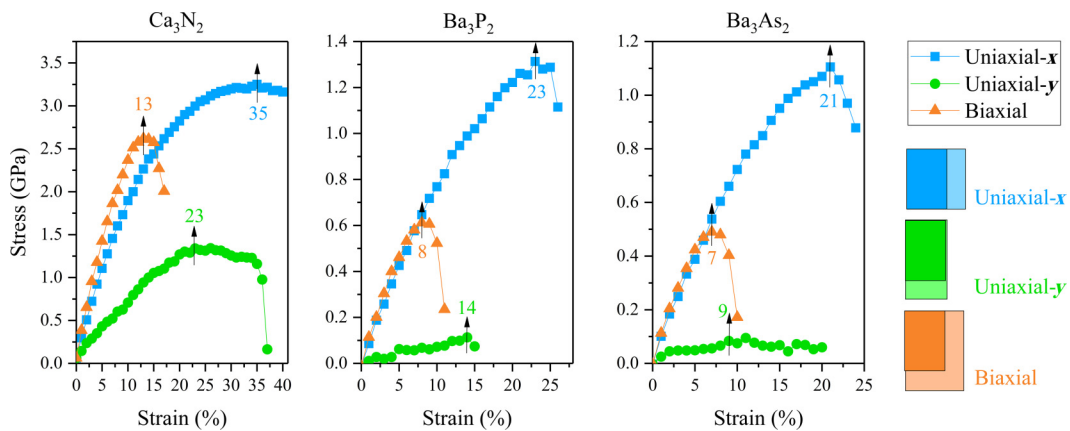 Ca₃N₂
Ba₃P₂
Ba₃As₂
Stress (GPa)
3.5
3.0
2.5
2.0
1.5
1.0
0.5
0.0
13
35
23
0 5 10 15 20 25 30 35 40
Strain (%)
1.4
1.2
1.0
0.8
0.6
0.4
0.2
0.0
23
8
14
0 5 10 15 20 25
Strain (%)
1.2
1.0
0.8
0.6
0.4
0.2
0.0
21
7
9
0 5 10 15 20 25
Strain (%)
Uniaxial-x
Uniaxial-y
Biaxial
Uniaxial-x
Uniaxial-y
Biaxial